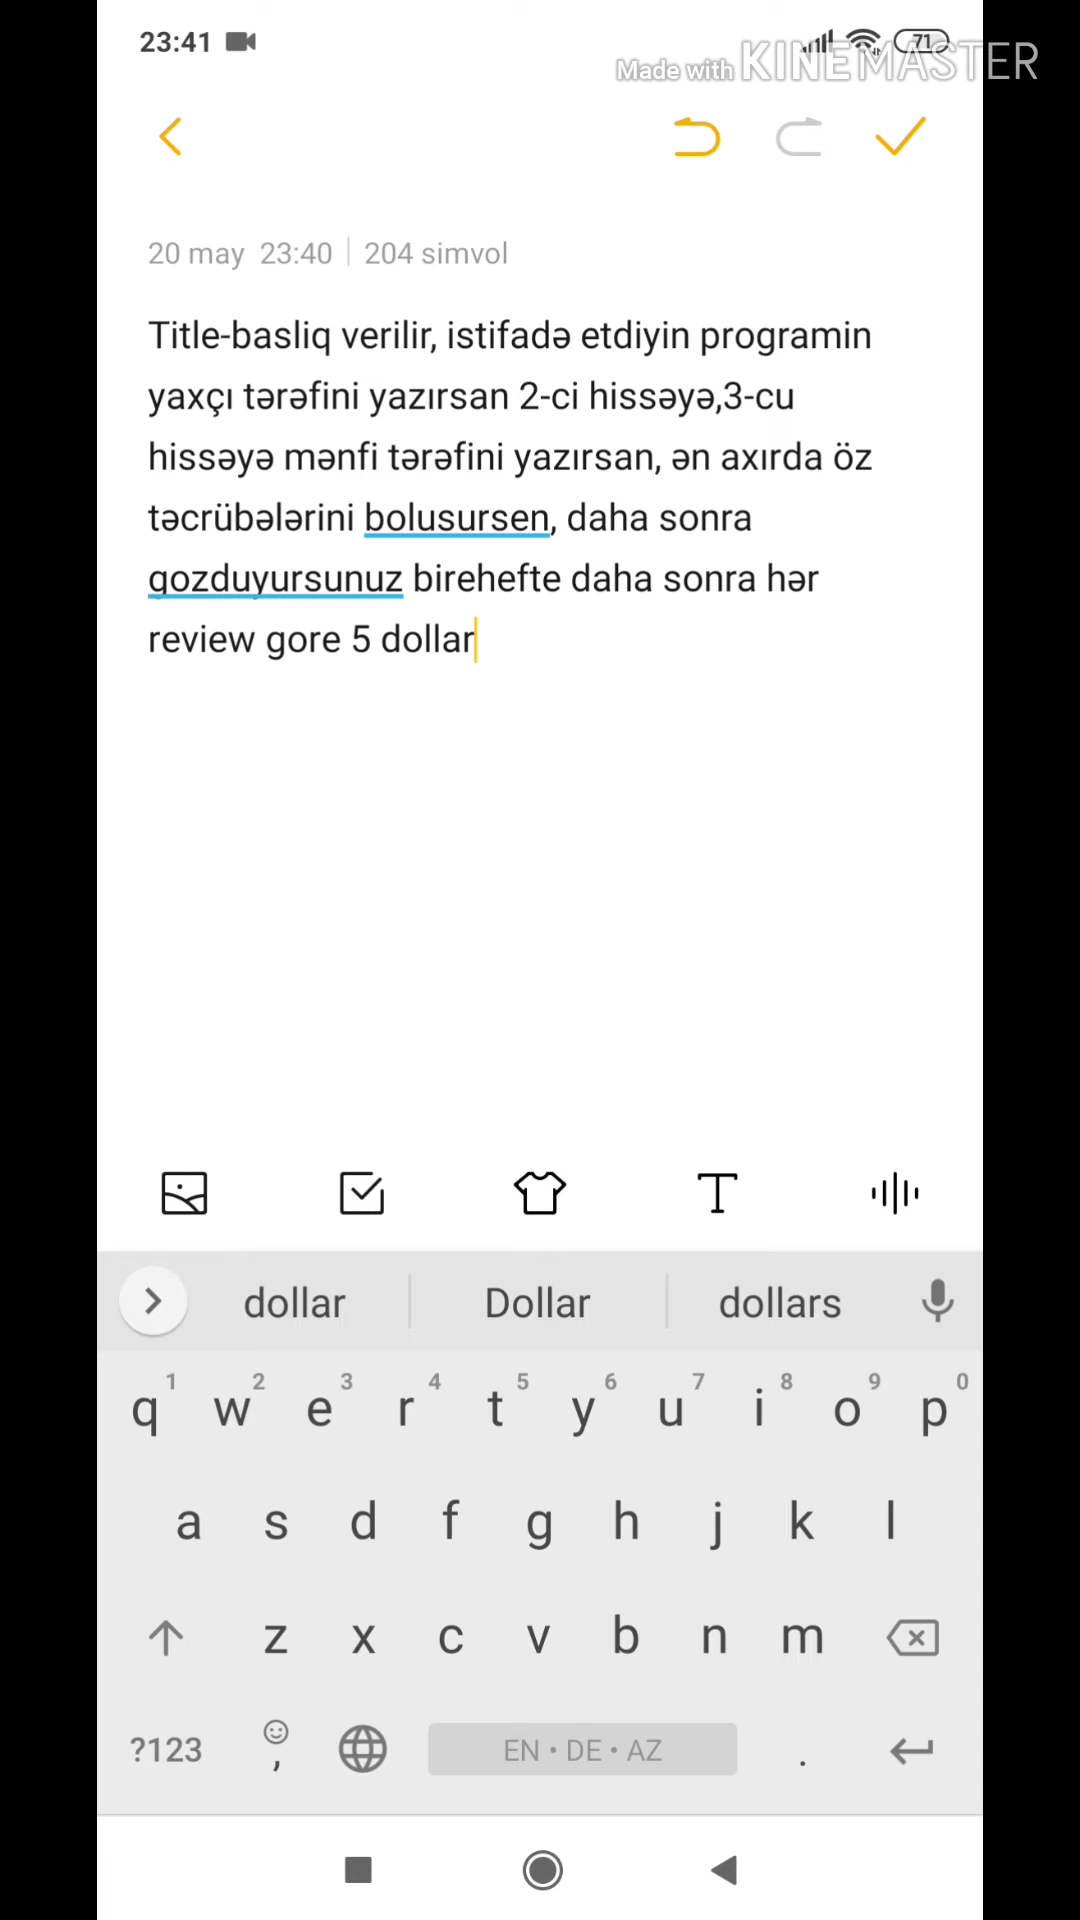 23:41 71
Made with KINEMASTER
20 may 23:40 | 204 simvol
Title-basliq verilir, istifadə etdiyin programin
yaxçı tərəfini yazırsan 2-ci hissəyə,3-cu
hissəyə mənfi tərəfini yazırsan, ən axırda öz
təcrübələrini bolusursen, daha sonra
gozduyursunuz birehefte daha sonra hər
review gore 5 dollar
T
dollar Dollar dollars
1 2 3 4 5 6 7 8 9 0
q w e r t y u i o p
a s d f g h j k l
z x c v b n m
?123 , EN • DE • AZ .